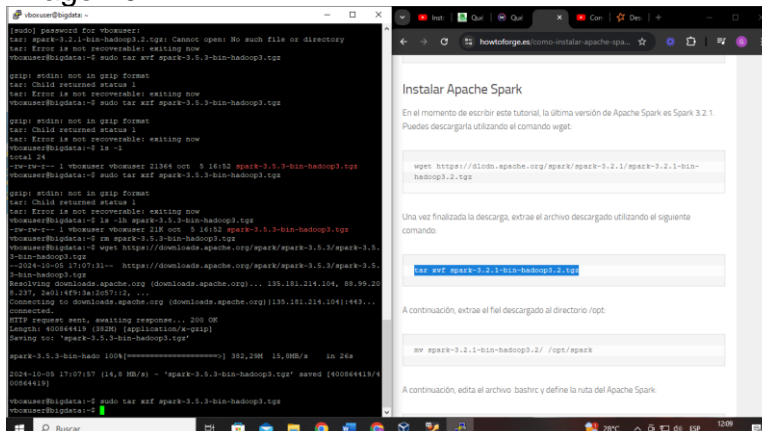 vboxuser@bigdata: ~
[sudo] password for vboxuser:
tar: spark-3.2.1-bin-hadoop3.2.tgz: Cannot open: No such file or directory
tar: Error is not recoverable: exiting now
vboxuser@bigdata:~$ sudo tar xvf spark-3.5.3-bin-hadoop3.tgz
gzip: stdin: not in gzip format
tar: Child returned status 1
tar: Error is not recoverable: exiting now
vboxuser@bigdata:~$ sudo tar xzf spark-3.5.3-bin-hadoop3.tgz
gzip: stdin: not in gzip format
tar: Child returned status 1
tar: Error is not recoverable: exiting now
vboxuser@bigdata:~$ ls -l
total 24
-rw-rw-r-- 1 vboxuser vboxuser 21364 oct  5 16:52 spark-3.5.3-bin-hadoop3.tgz
vboxuser@bigdata:~$ sudo tar xzf spark-3.5.3-bin-hadoop3.tgz
gzip: stdin: not in gzip format
tar: Child returned status 1
tar: Error is not recoverable: exiting now
vboxuser@bigdata:~$ ls -lh spark-3.5.3-bin-hadoop3.tgz
-rw-rw-r-- 1 vboxuser vboxuser 21K oct  5 16:52 spark-3.5.3-bin-hadoop3.tgz
vboxuser@bigdata:~$ rm spark-3.5.3-bin-hadoop3.tgz
vboxuser@bigdata:~$ wget https://downloads.apache.org/spark/spark-3.5.3/spark-3.5.
3-bin-hadoop3.tgz
--2024-10-05 17:07:31--  https://downloads.apache.org/spark/spark-3.5.3/spark-3.5.
3-bin-hadoop3.tgz
Resolving downloads.apache.org (downloads.apache.org)... 135.181.214.104, 88.99.20
8.237, 2a01:4f9:3a:2c57::2, ...
Connecting to downloads.apache.org (downloads.apache.org)|135.181.214.104|:443...
connected.
HTTP request sent, awaiting response... 200 OK
Length: 400864419 (382M) [application/x-gzip]
Saving to: ‘spark-3.5.3-bin-hadoop3.tgz’
spark-3.5.3-bin-hado 100%[===================>] 382,29M  15,8MB/s    in 26s
2024-10-05 17:07:57 (14,8 MB/s) - ‘spark-3.5.3-bin-hadoop3.tgz’ saved [400864419/4
00864419]
vboxuser@bigdata:~$ sudo tar xzf spark-3.5.3-bin-hadoop3.tgz
vboxuser@bigdata:~$
Buscar
Inst
Qué
Qué
Con
Des
howtoforge.es/como-instalar-apache-spa...
Instalar Apache Spark
En el momento de escribir este tutorial, la última versión de Apache Spark es Spark 3.2.1.
Puedes descargarla utilizando el comando wget:
wget https://dlcdn.apache.org/spark/spark-3.2.1/spark-3.2.1-bin-
hadoop3.2.tgz
Una vez finalizada la descarga, extrae el archivo descargado utilizando el siguiente
comando:
tar xvf spark-3.2.1-bin-hadoop3.2.tgz
A continuación, extrae el fiel descargado al directorio /opt:
mv spark-3.2.1-bin-hadoop3.2/ /opt/spark
A continuación, edita el archivo .bashrc y define la ruta del Apache Spark:
28°C
ESP
12:09